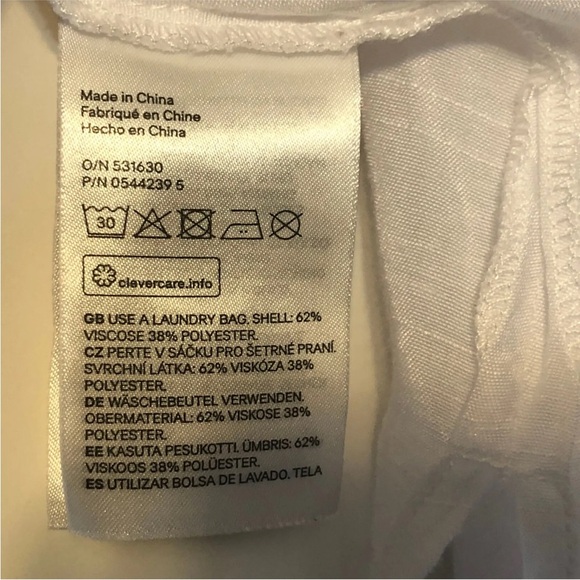 Made in China
Fabriqué en Chine
Hecho en China
O/N 531630
P/N 0544239 5
30
clevercare.info
GB USE A LAUNDRY BAG. SHELL: 62%
VISCOSE 38% POLYESTER.
CZ PERTE V SÁČKU PRO ŠETRNÉ PRANÍ.
SVRCHNÍ LÁTKA: 62% VISKÓZA 38%
POLYESTER.
DE WÄSCHEBEUTEL VERWENDEN.
OBERMATERIAL: 62% VISKOSE 38%
POLYESTER.
EE KASUTA PESUKOTTI. ÜMBRIS: 62%
VISKOOS 38% POLÜESTER.
ES UTILIZAR BOLSA DE LAVADO. TELA